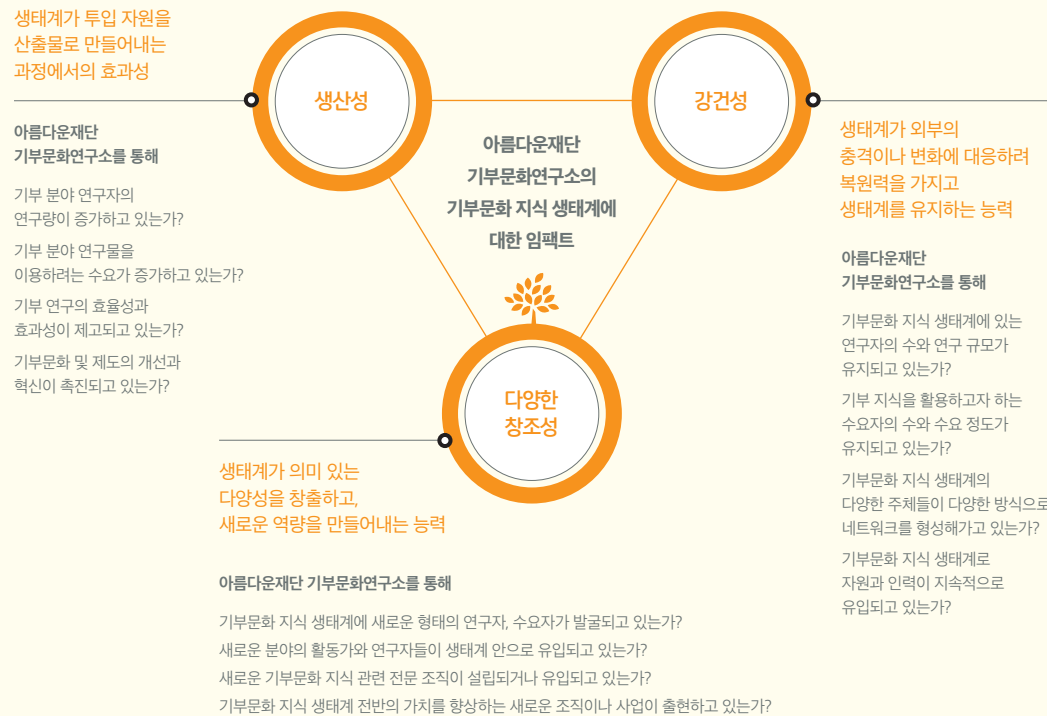 생태계가 투입 자원을
산출물로 만들어내는
과정에서의 효과성
생산성
아름다운재단
기부문화연구소를 통해
기부 분야 연구자의
연구량이 증가하고 있는가?
기부 분야 연구물을
이용하려는 수요가 증가하고 있는가?
기부 연구의 효율성과
효과성이 제고되고 있는가?
기부문화 및 제도의 개선과
혁신이 촉진되고 있는가?
아름다운재단
기부문화연구소의
기부문화 지식 생태계에
대한 임팩트
강건성
생태계가 외부의
충격이나 변화에 대응하려
복원력을 가지고
생태계를 유지하는 능력
아름다운재단
기부문화연구소를 통해
기부문화 지식 생태계에 있는
연구자의 수와 연구 규모가
유지되고 있는가?
기부 지식을 활용하고자 하는
수요자의 수와 수요 정도가
유지되고 있는가?
기부문화 지식 생태계의
다양한 주체들이 다양한 방식으로
네트워크를 형성해가고 있는가?
기부문화 지식 생태계로
자원과 인력이 지속적으로
유입되고 있는가?
다양한
창조성
생태계가 의미 있는
다양성을 창출하고,
새로운 역량을 만들어내는 능력
아름다운재단 기부문화연구소를 통해
기부문화 지식 생태계에 새로운 형태의 연구자, 수요자가 발굴되고 있는가?
새로운 분야의 활동가와 연구자들이 생태계 안으로 유입되고 있는가?
새로운 기부문화 지식 관련 전문 조직이 설립되거나 유입되고 있는가?
기부문화 지식 생태계 전반의 가치를 향상하는 새로운 조직이나 사업이 출현하고 있는가?